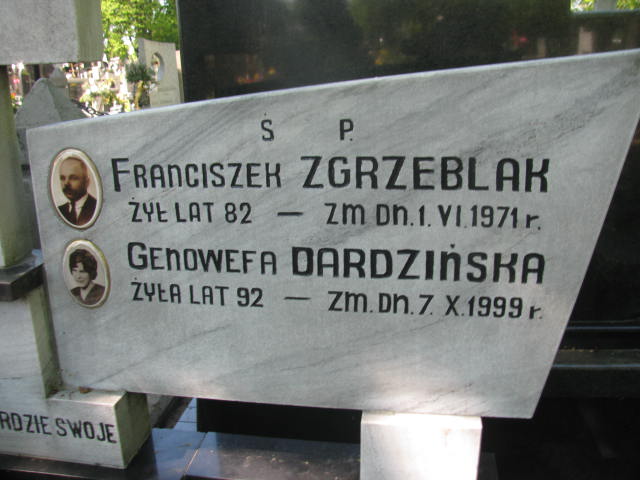 Ś P.
FRANCISZEK ZGRZEBLAK
ŻYŁ LAT 82 — ZM DN. 1. VI. 1971 r.
GENOWEFA DARDZIŃSKA
ŻYŁA LAT 92 — ZM. DN. 7. X. 1999 r.
RDZIE SWOJE